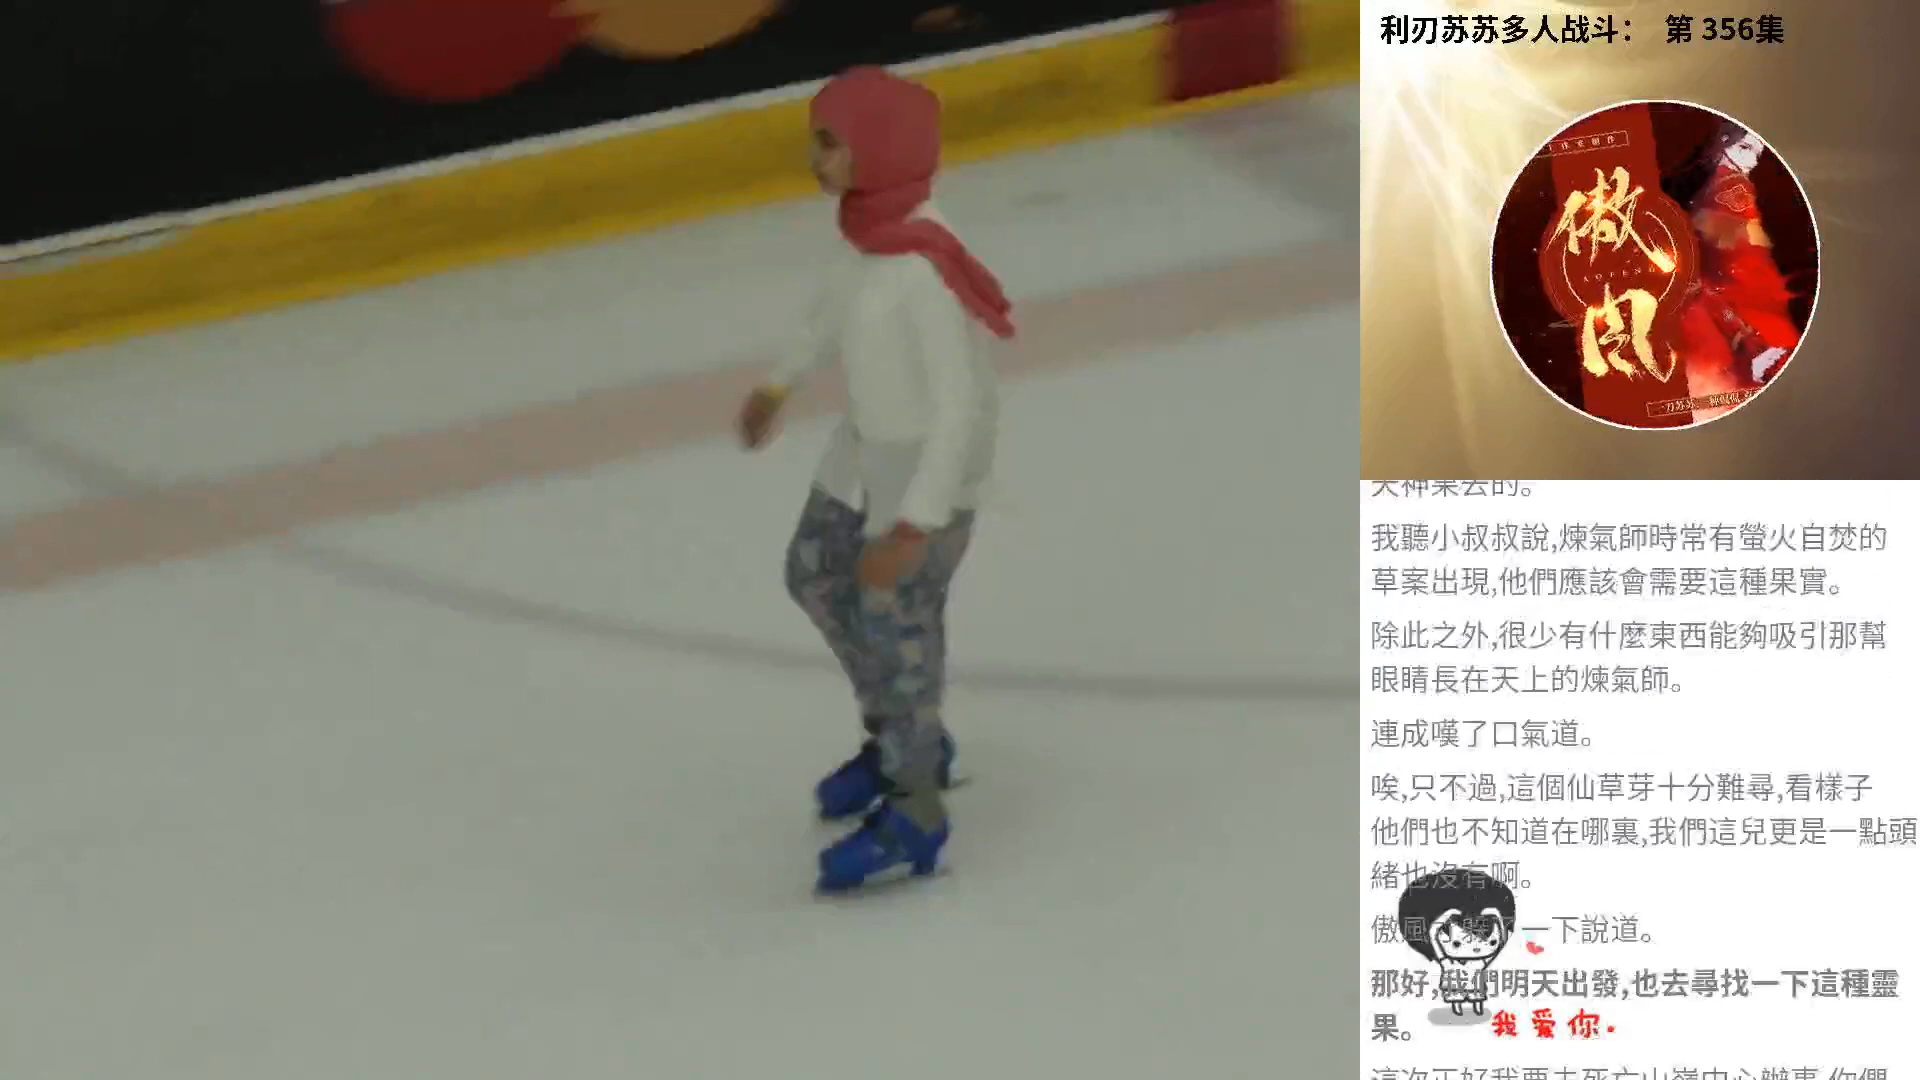 利刃苏苏多人战斗： 第 356集
傲
AOFENG
風
我聽小叔叔說,煉氣師時常有螢火自焚的
草案出現,他們應該會需要這種果實。
除此之外,很少有什麼東西能夠吸引那幫
眼睛長在天上的煉氣師。
連成嘆了口氣道。
唉,只不過,這個仙草芽十分難尋,看樣子
他們也不知道在哪裏,我們這兒更是一點頭
緒也沒有啊。
傲風 一下說道。
那好,我們明天出發,也去尋找一下這種靈
果。
我爱你.